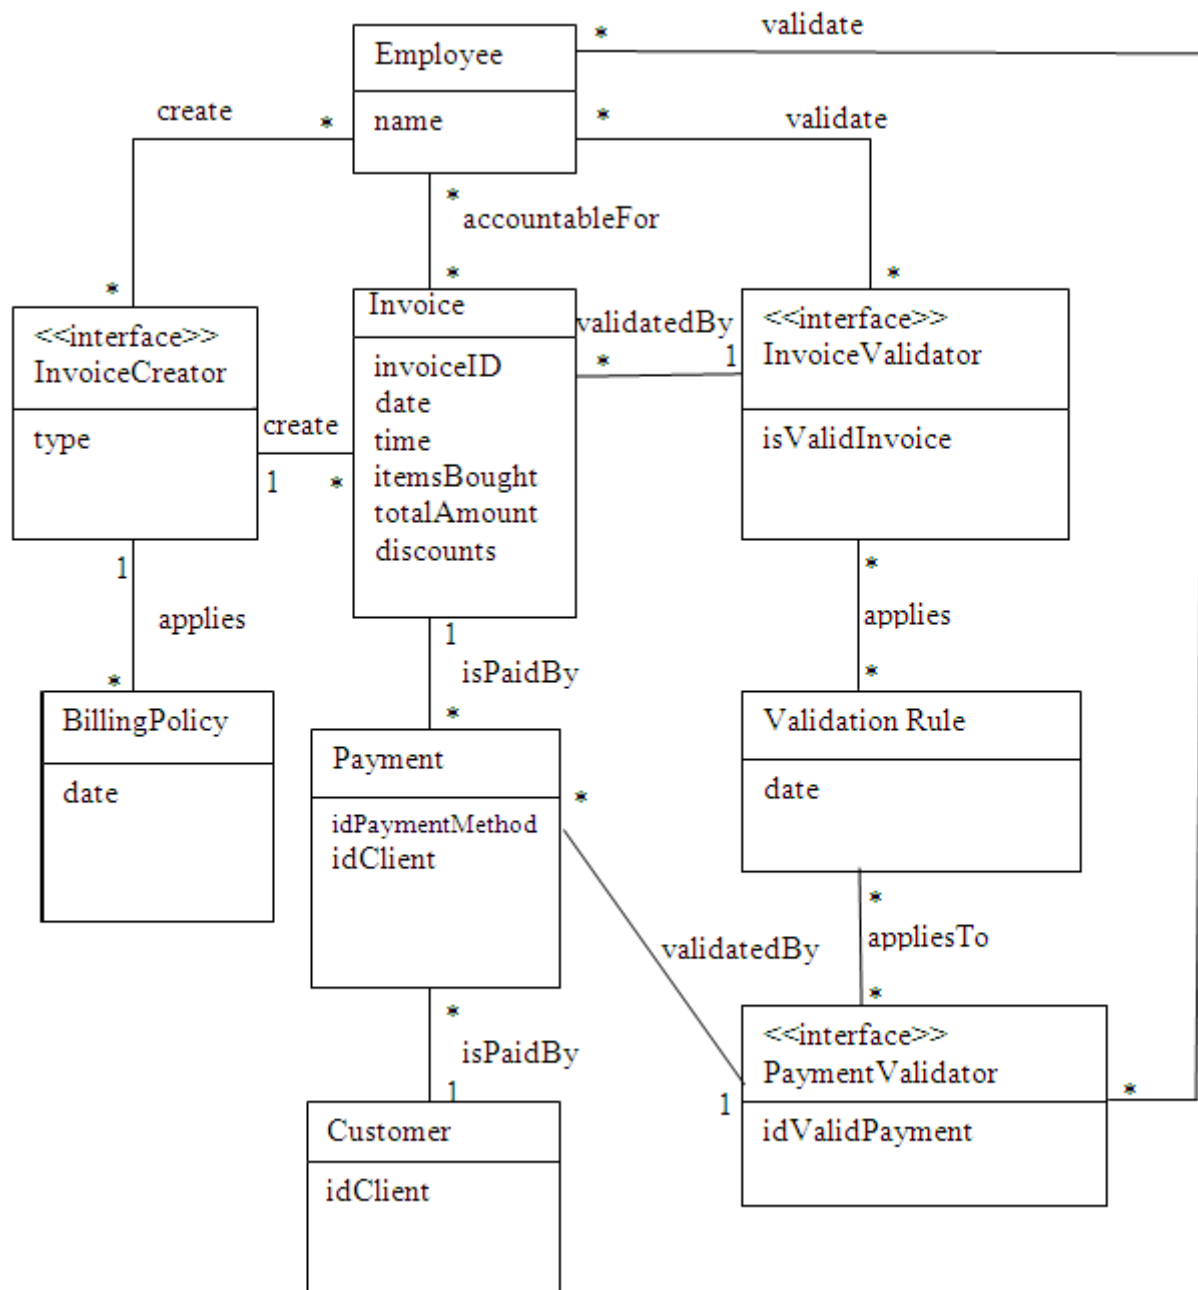 validate
*
Employee
name
create
*
*
validate
*
accountableFor
*
*
*
<<interface>>
InvoiceCreator
type
Invoice
invoiceID
date
time
itemsBought
totalAmount
discounts
validatedBy
*
1
<<interface>>
InvoiceValidator
isValidInvoice
create
1
*
1
applies
*
BillingPolicy
date
1
isPaidBy
*
Payment
idPaymentMethod
idClient
*
*
applies
*
Validation Rule
date
*
appliesTo
*
validatedBy
1
<<interface>>
PaymentValidator
idValidPayment
*
*
isPaidBy
1
Customer
idClient